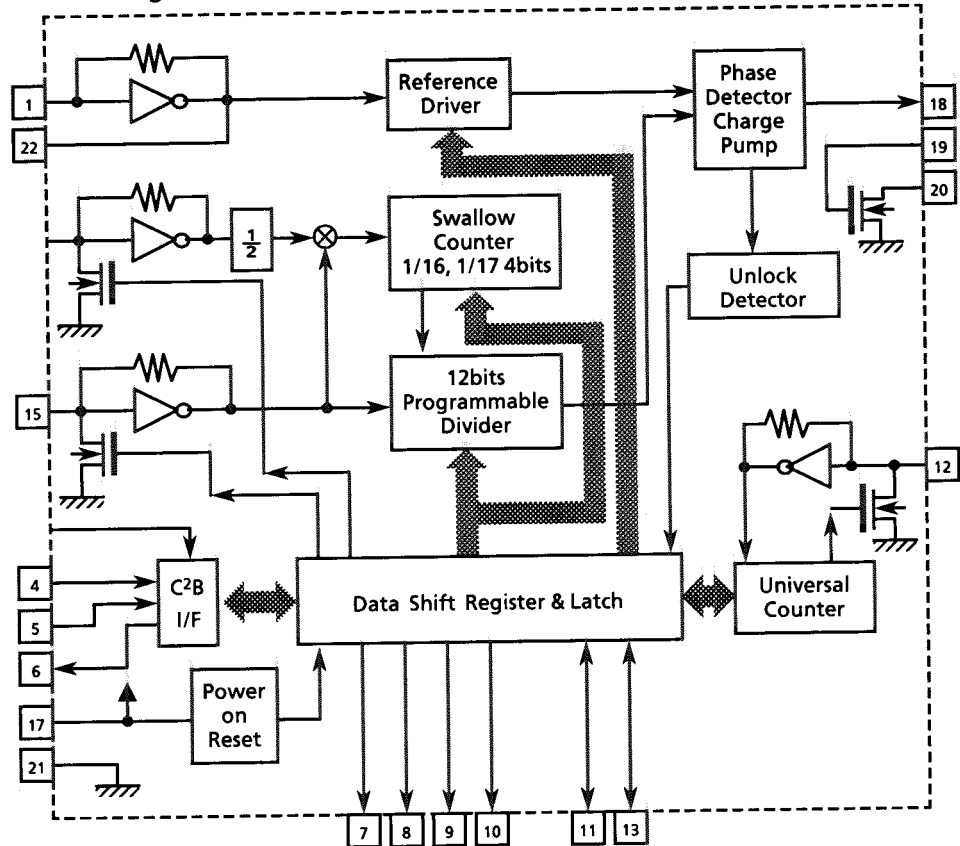 1
22
Reference
Driver
Phase
Detector
Charge
Pump
18
19
20
1
2
Swallow
Counter
1/16, 1/17 4bits
Unlock
Detector
15
12bits
Programmable
Divider
12
4
5
6
17
21
C²B
I/F
Data Shift Register & Latch
Universal
Counter
Power
on
Reset
7
8
9
10
11
13